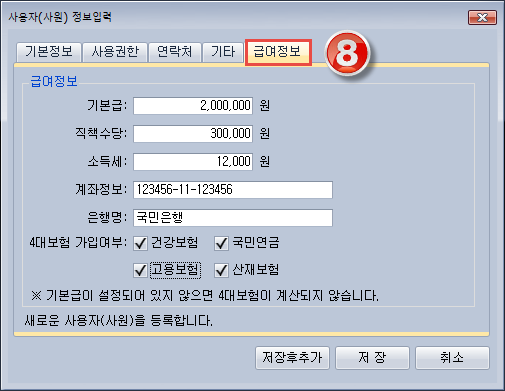 사용자(사원) 정보입력
기본정보 사용권한 연락처 기타 급여정보 8
급여정보
기본급: 2,000,000 원
직책수당: 300,000 원
소득세: 12,000 원
계좌정보: 123456-11-123456
은행명: 국민은행
4대보험 가입여부: 건강보험 국민연금
고용보험 산재보험
※ 기본급이 설정되어 있지 않으면 4대보험이 계산되지 않습니다.
새로운 사용자(사원)을 등록합니다.
저장후추가 저 장 취소